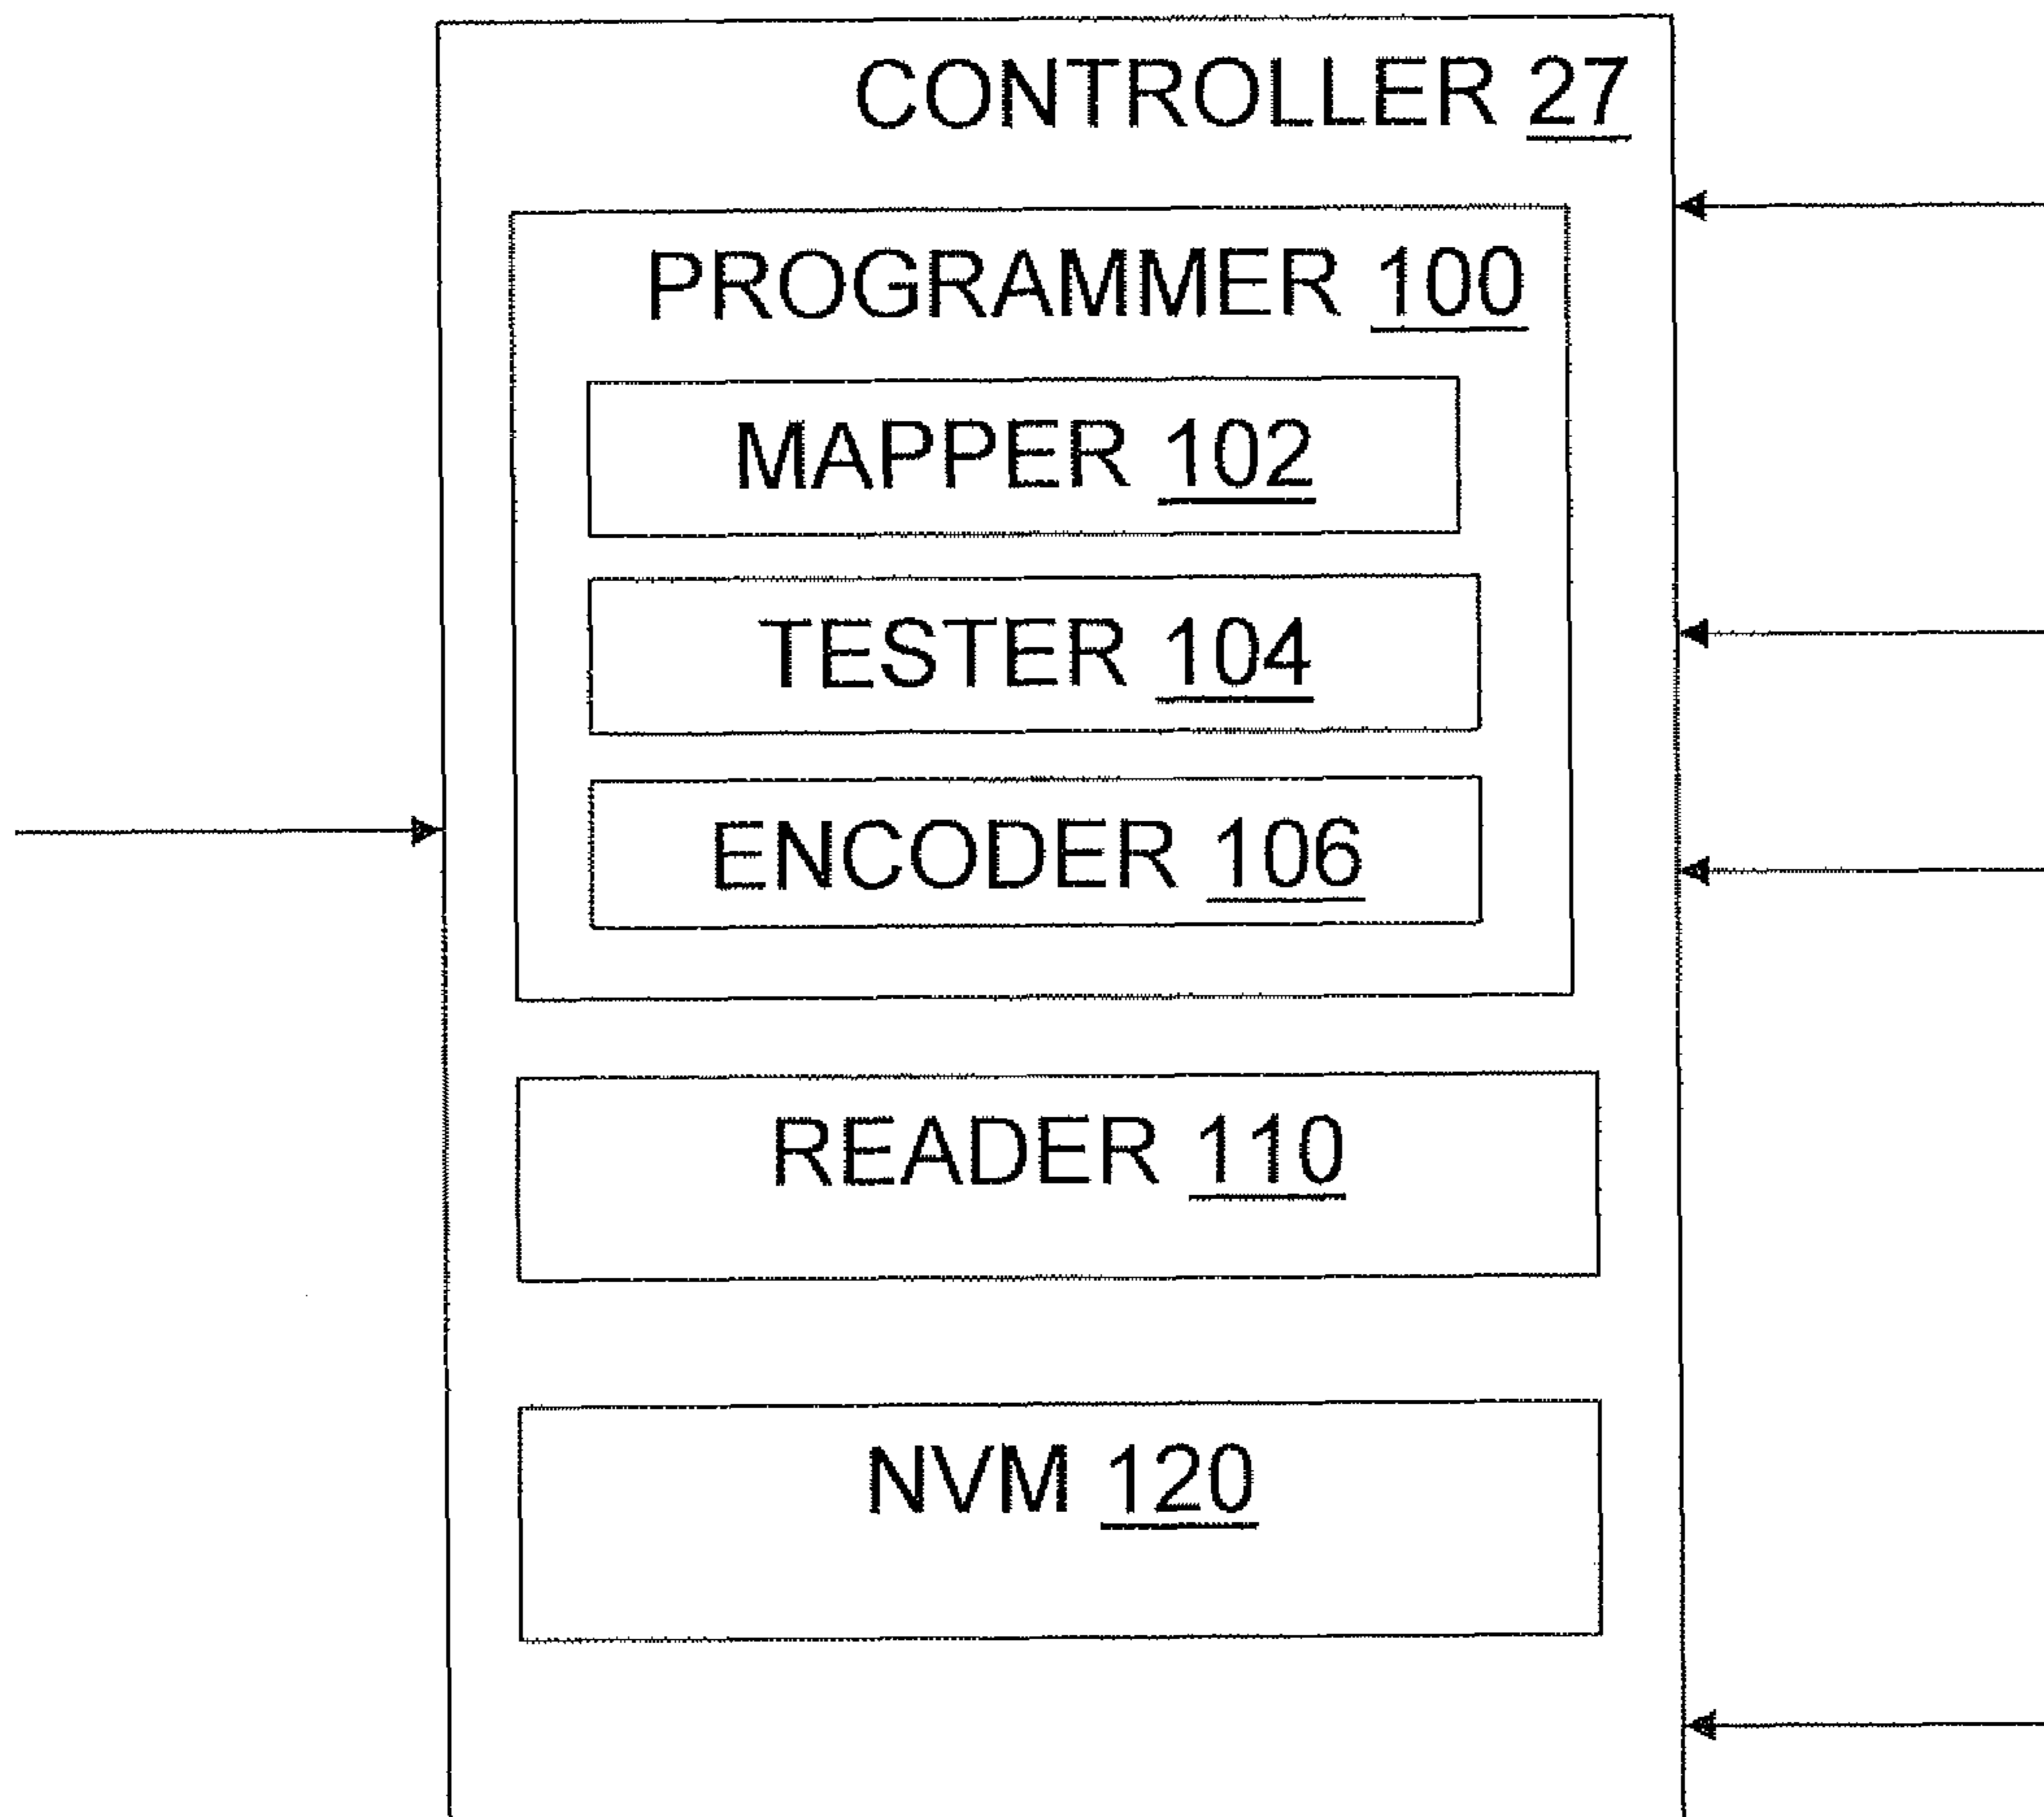 CONTROLLER 27
PROGRAMMER 100
MAPPER 102
TESTER 104
ENCODER 106
READER 110
NVM 120